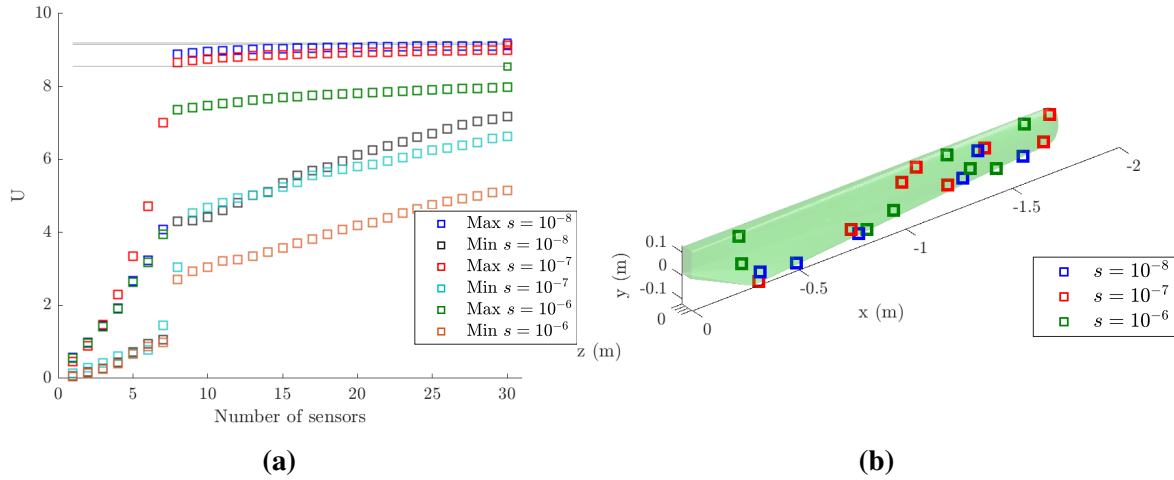 10
8
6
4
2
0
U
0
5
10
15
20
25
30
Number of sensors
Max s = 10⁻⁸
Min s = 10⁻⁸
Max s = 10⁻⁷
Min s = 10⁻⁷
Max s = 10⁻⁶
Min s = 10⁻⁶
(a)
-2
-1.5
-1
-0.5
0
x (m)
0.1
0
-0.1
y (m)
0
z (m)
s = 10⁻⁸
s = 10⁻⁷
s = 10⁻⁶
(b)